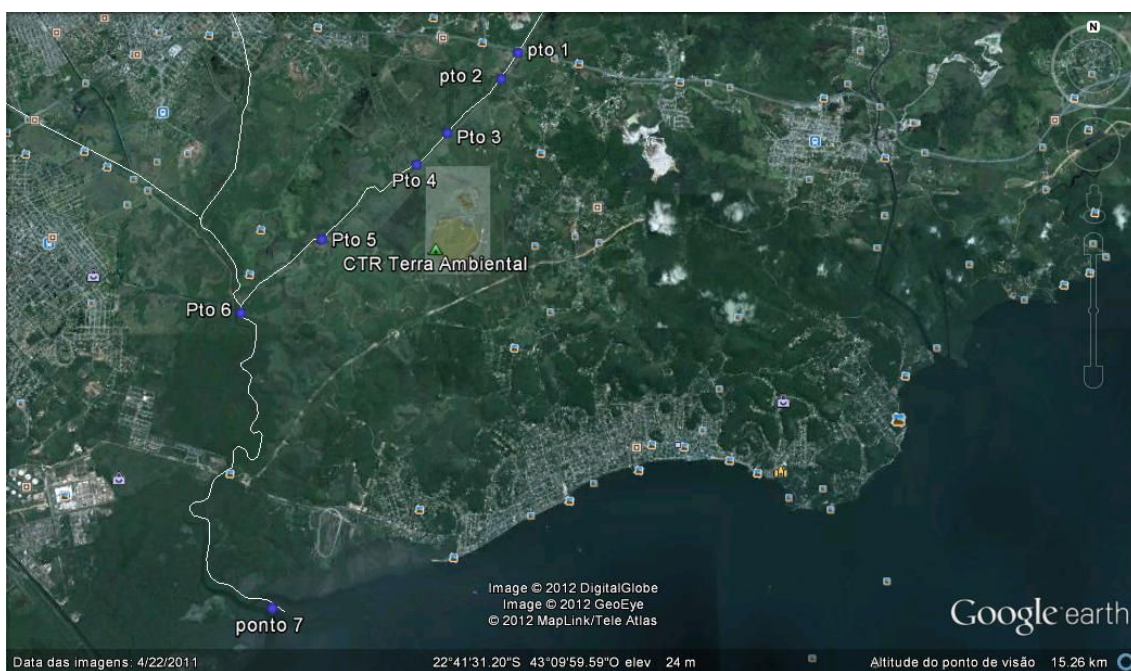 N
pto 1
pto 2
Pto 3
Pto 4
Pto 5
CTR Terra Ambiental
Pto 6
ponto 7
Image © 2012 DigitalGlobe
Image © 2012 GeoEye
© 2012 MapLink/Tele Atlas
Google earth
Data das imagens: 4/22/2011
22°41'31.20"S 43°09'59.59"O elev 24 m
Altitude do ponto de visão 15.26 km